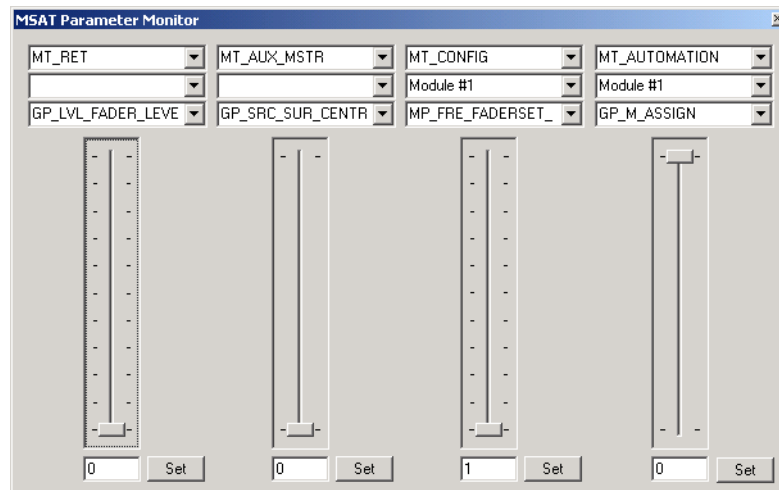 MSAT Parameter Monitor
MT_RET MT_AUX_MSTR MT_CONFIG MT_AUTOMATION
Module #1 Module #1
GP_LVL_FADER_LEVE GP_SRC_SUR_CENTR MP_FRE_FADERSET_ GP_M_ASSIGN
0 Set 0 Set 1 Set 0 Set